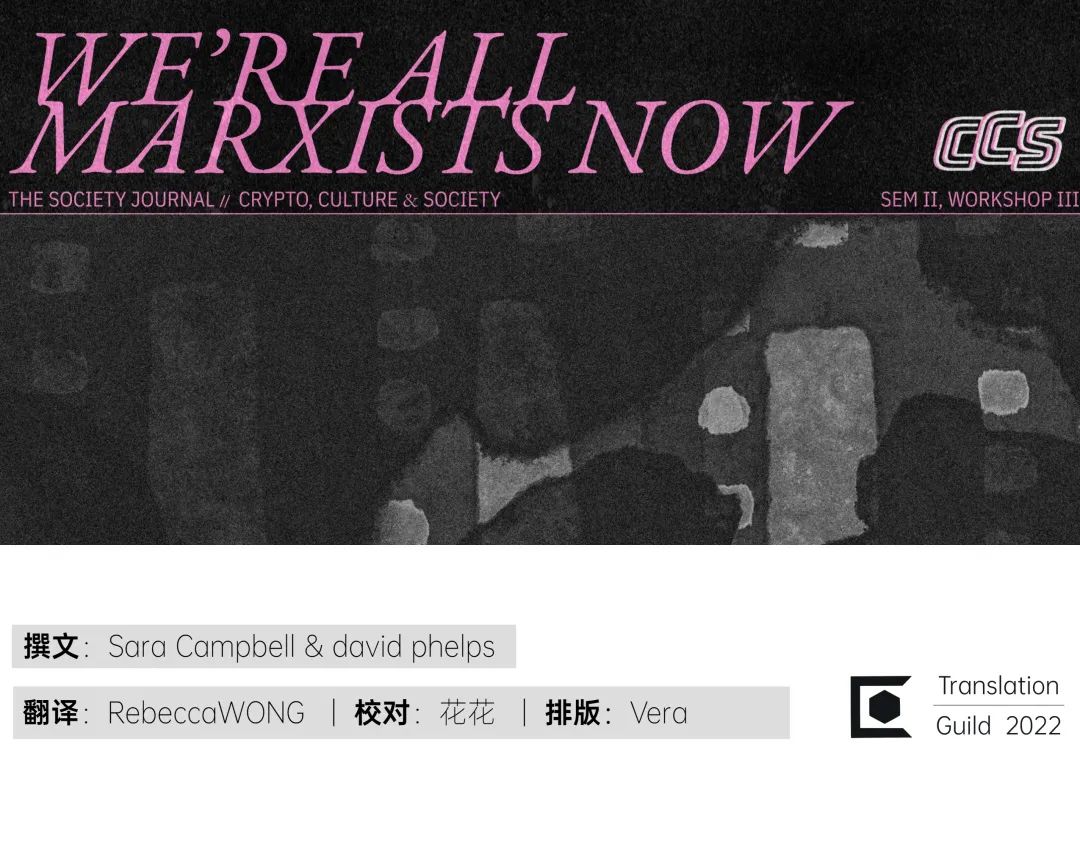 WE’RE ALL
MARXISTS NOW
CCS
THE SOCIETY JOURNAL // CRYPTO, CULTURE & SOCIETY
SEM II, WORKSHOP III
撰文：Sara Campbell & david phelps
翻译：RebeccaWONG ｜校对：花花 ｜排版：Vera
Translation
Guild 2022